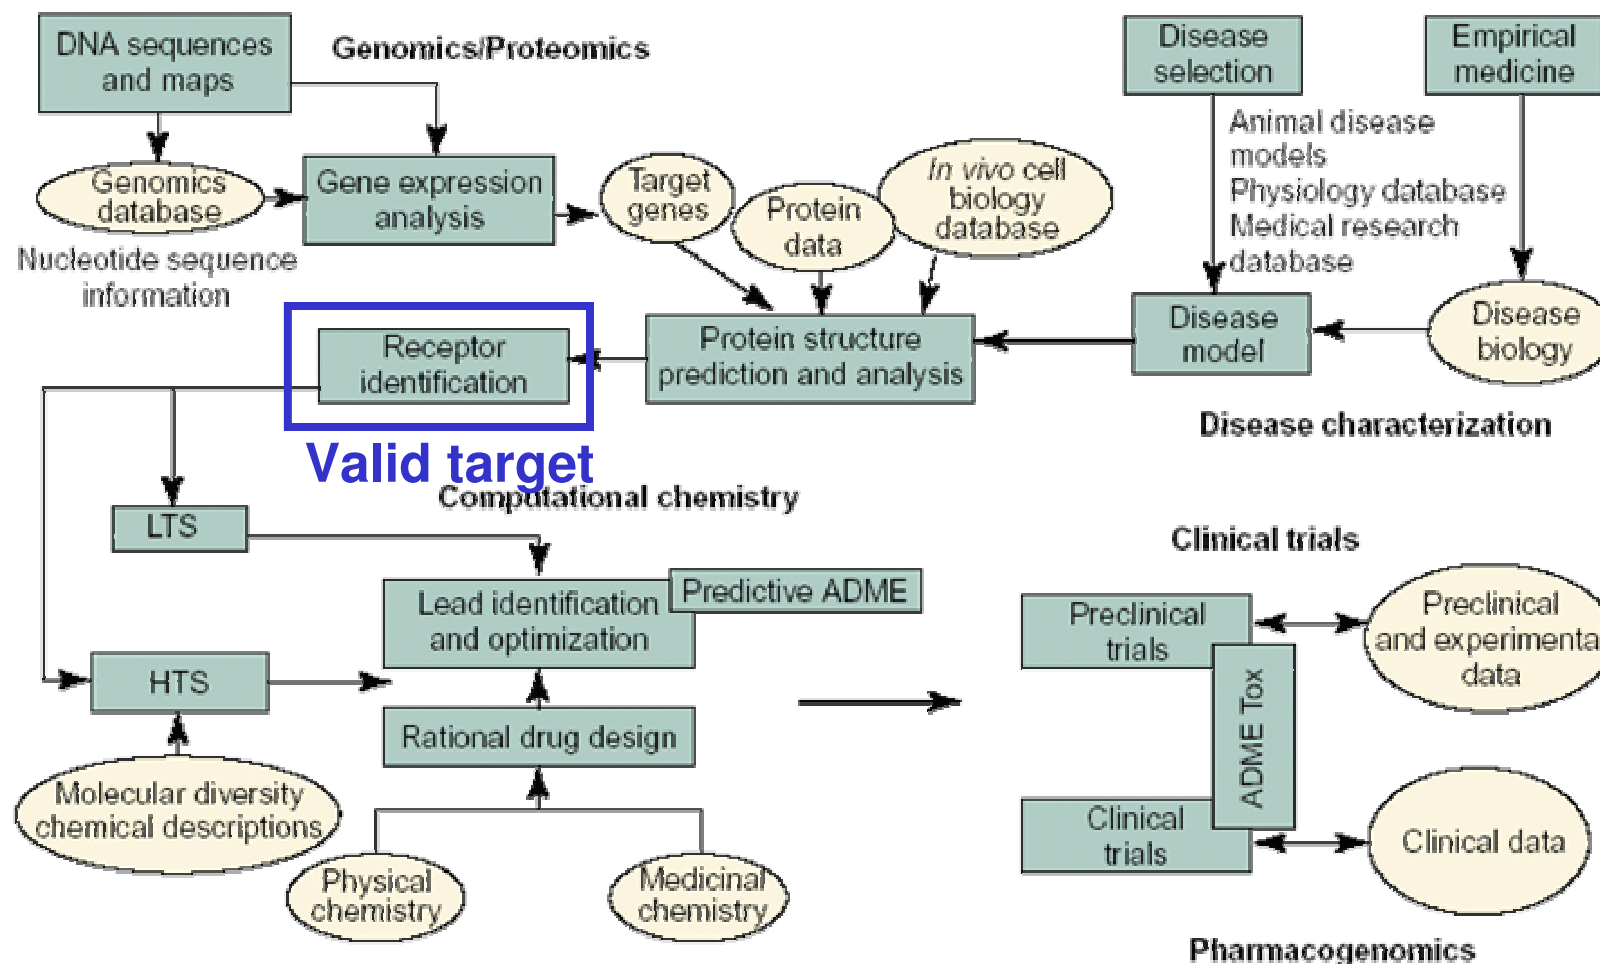 DNA sequences
and maps
Genomics/Proteomics
Disease
selection
Empirical
medicine
Animal disease
models
Physiology database
Medical research
database
Genomics
database
Nucleotide sequence
information
Gene expression
analysis
Target
genes
Protein
data
In vivo cell
biology
database
Receptor
identification
Valid target
Protein structure
prediction and analysis
Disease
model
Disease
biology
Disease characterization
Computational chemistry
LTS
Lead identification
and optimization
Predictive ADME
HTS
Rational drug design
Molecular diversity
chemical descriptions
Physical
chemistry
Medicinal
chemistry
Clinical trials
Preclinical
trials
Preclinical
and experimenta
data
ADME Tox
Clinical
trials
Clinical data
Pharmacogenomics